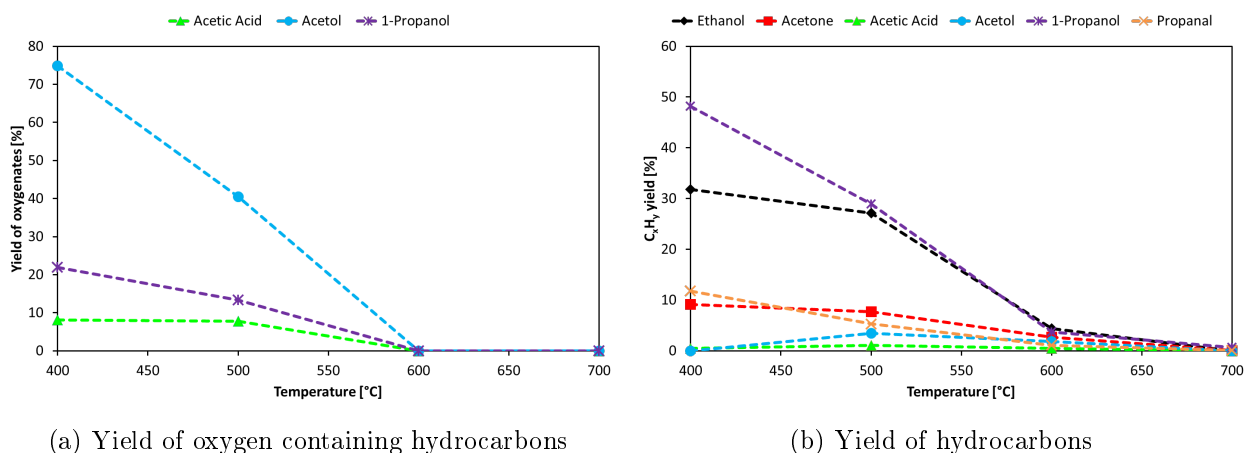 Acetic Acid Acetol 1-Propanol
80
70
60
50
40
30
20
10
0
400 450 500 550 600 650 700
Yield of oxygenates [%]
Temperature [°C]
(a) Yield of oxygen containing hydrocarbons
Ethanol Acetone Acetic Acid Acetol 1-Propanol Propanal
60
50
40
30
20
10
0
400 450 500 550 600 650 700
CxHy yield [%]
Temperature [°C]
(b) Yield of hydrocarbons